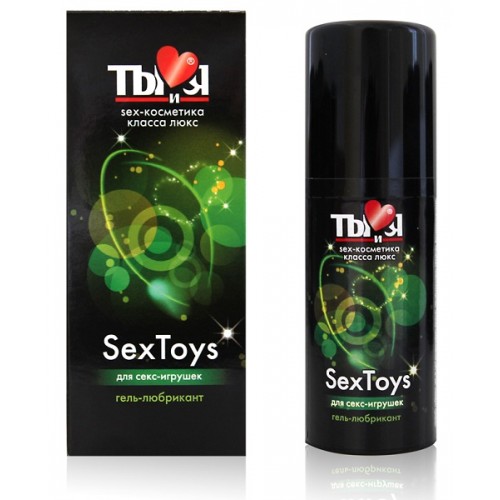 ТЫ и Я®
sex-косметика
класса люкс
SexToys
для секс-игрушек
гель-любрикант
ТЫ и Я
sex-косметика
класса люкс
SexToys
для секс-игрушек
гель-любрикант